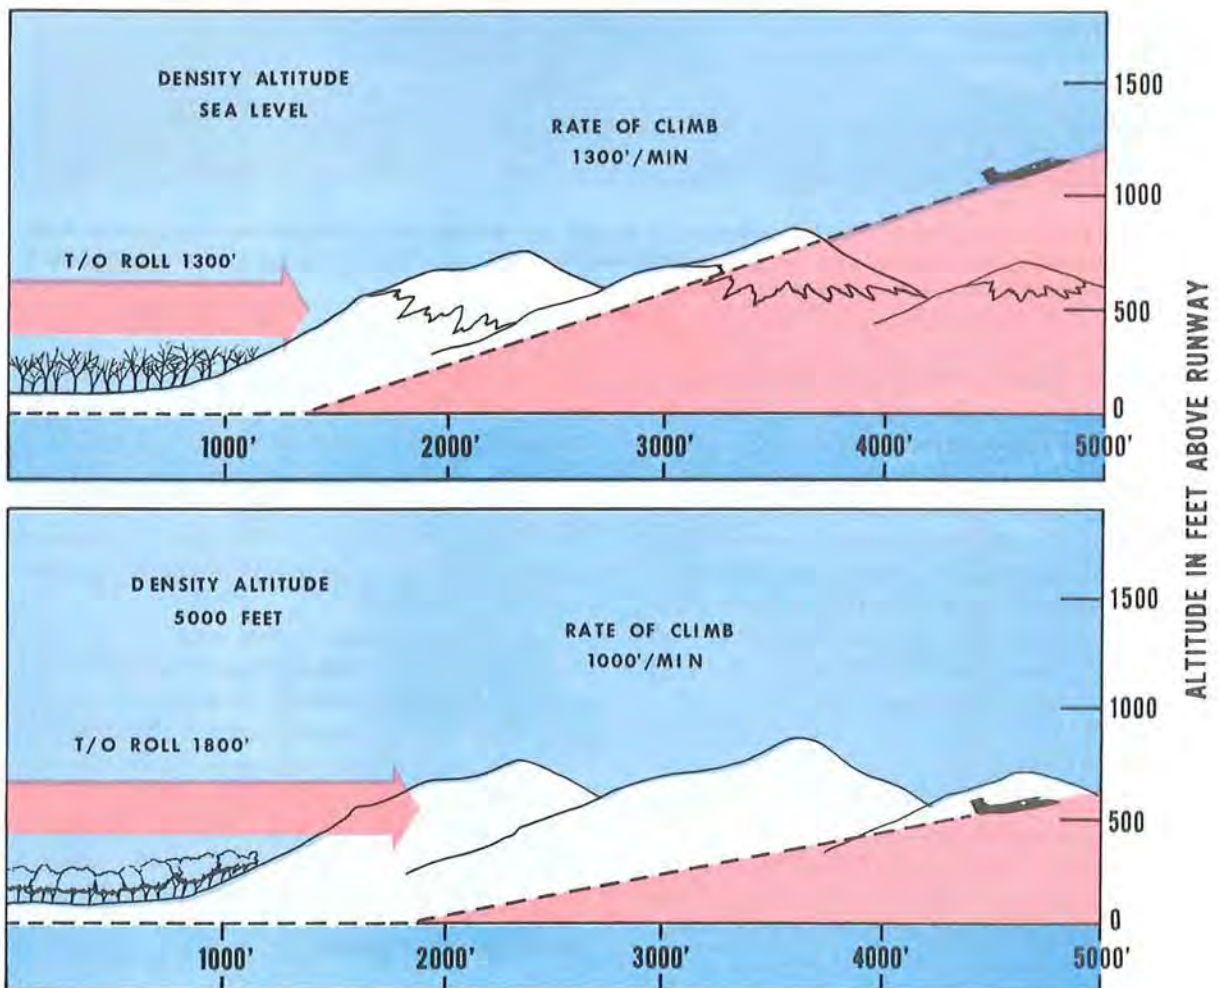 DENSITY ALTITUDE
SEA LEVEL
RATE OF CLIMB
1300'/MIN
T/O ROLL 1300'
1500
1000
500
0
1000'
2000'
3000'
4000'
5000'
DENSITY ALTITUDE
5000 FEET
RATE OF CLIMB
1000'/MIN
T/O ROLL 1800'
1500
1000
500
0
1000'
2000'
3000'
4000'
5000'
ALTITUDE IN FEET ABOVE RUNWAY